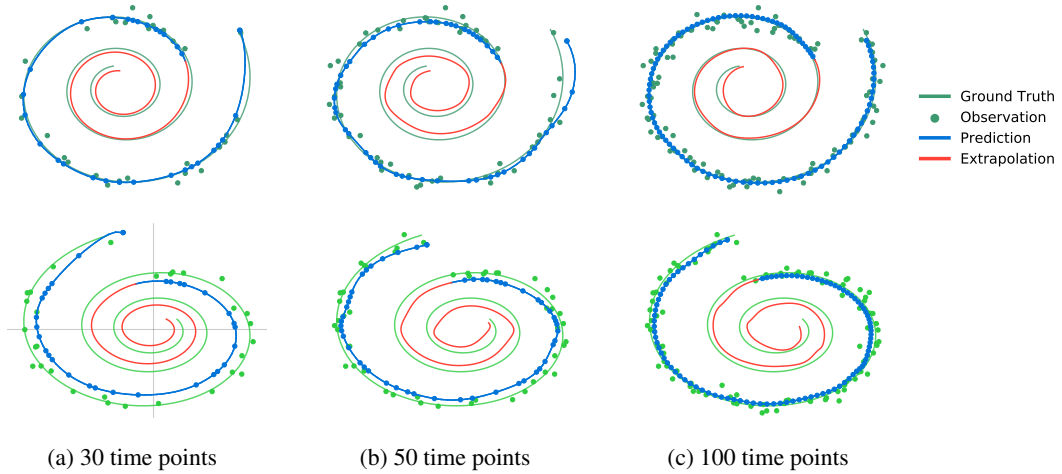 Ground Truth
Observation
Prediction
Extrapolation
(a) 30 time points
(b) 50 time points
(c) 100 time points